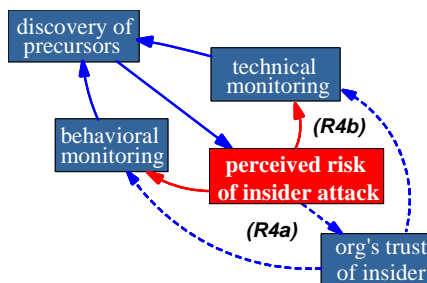 discovery of
precursors
technical
monitoring
behavioral
monitoring
(R4b)
perceived risk
of insider attack
(R4a)
org's trust
of insider